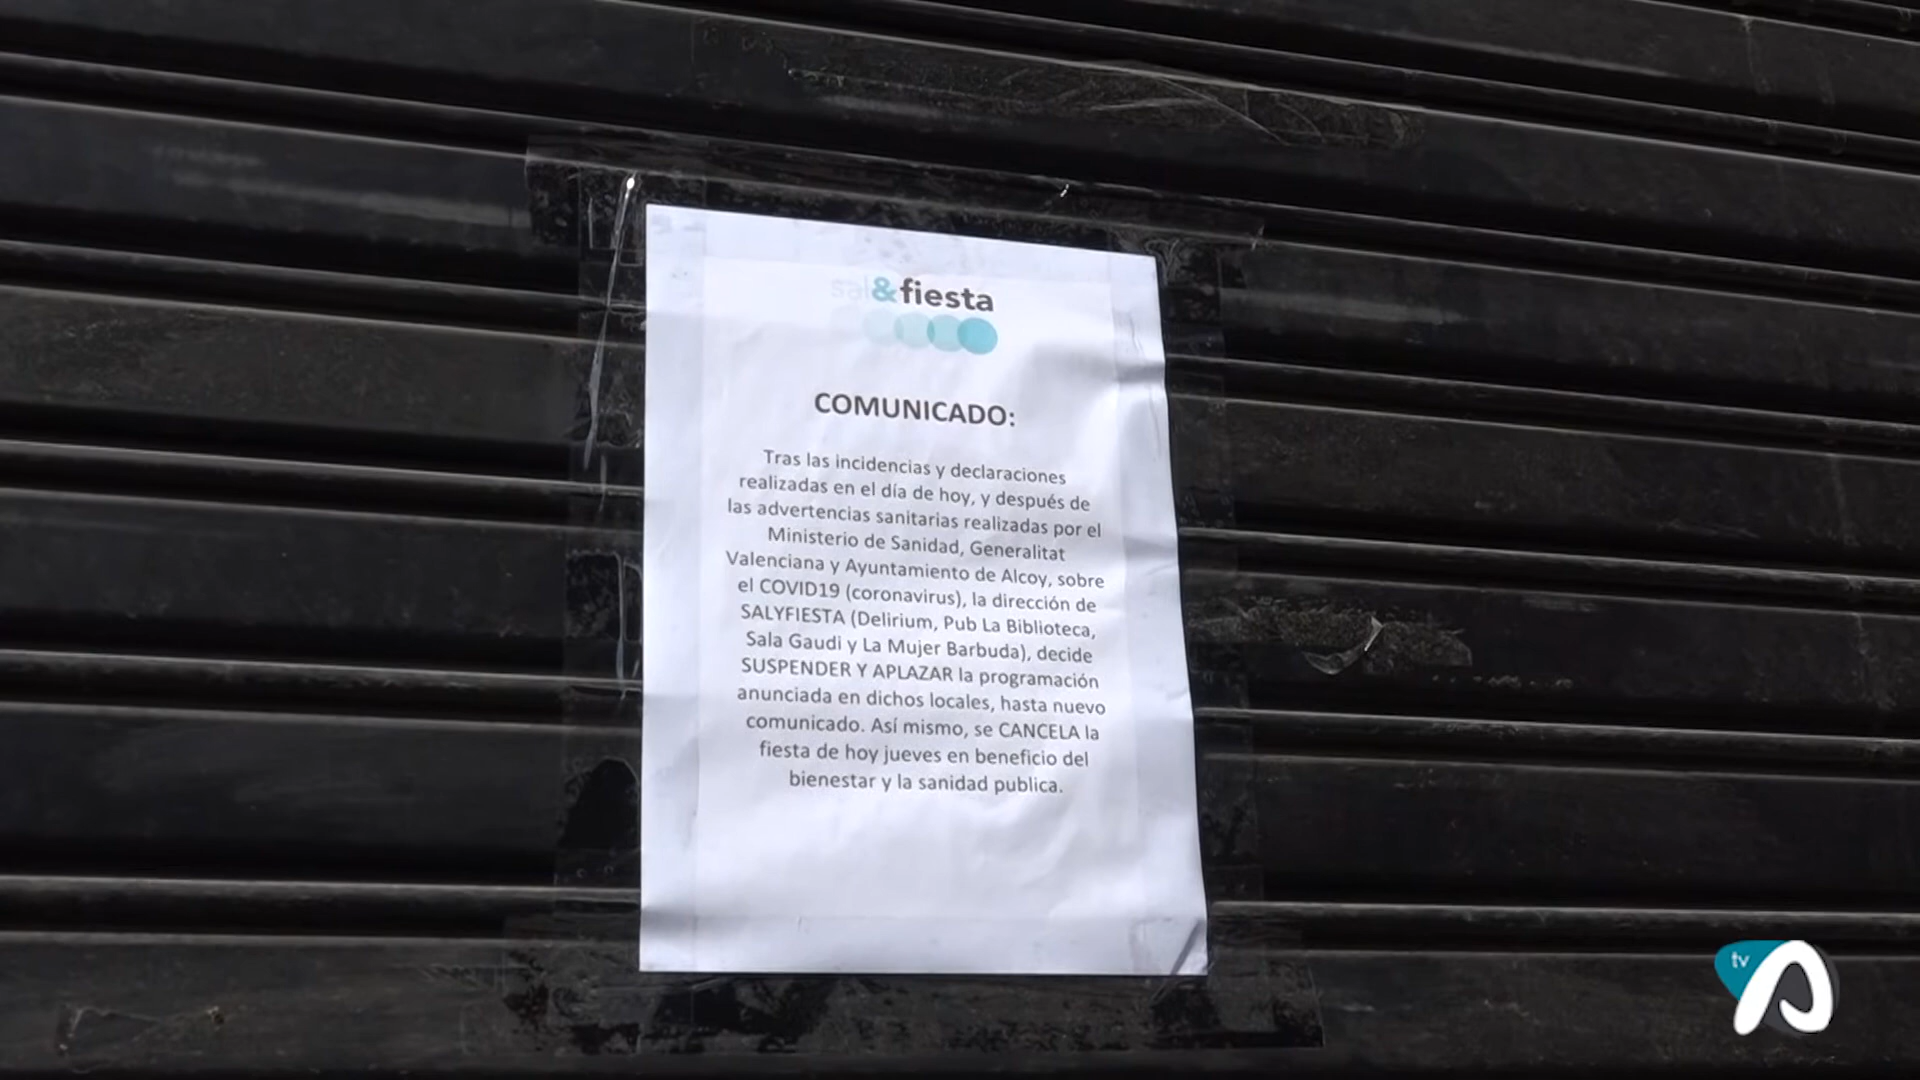 sal&fiesta
COMUNICADO:
Tras las incidencias y declaraciones
realizadas en el día de hoy, y después de
las advertencias sanitarias realizadas por el
Ministerio de Sanidad, Generalitat
Valenciana y Ayuntamiento de Alcoy, sobre
el COVID19 (coronavirus), la dirección de
SALYFIESTA (Delirium, Pub La Biblioteca,
Sala Gaudi y La Mujer Barbuda), decide
SUSPENDER Y APLAZAR la programación
anunciada en dichos locales, hasta nuevo
comunicado. Así mismo, se CANCELA la
fiesta de hoy jueves en beneficio del
bienestar y la sanidad publica.
tv